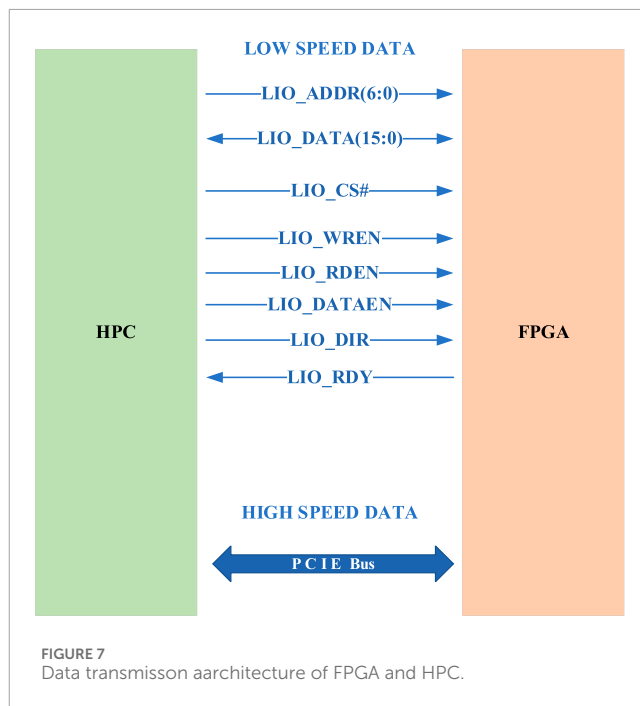 LOW SPEED DATA
LIO_ADDR(6:0)
LIO_DATA(15:0)
LIO_CS#
LIO_WREN
LIO_RDEN
LIO_DATAEN
HPC
FPGA
LIO_DIR
LIO_RDY
HIGH SPEED DATA
PCIE Bus
FIGURE 7
Data transmisson aarchitecture of FPGA and HPC.